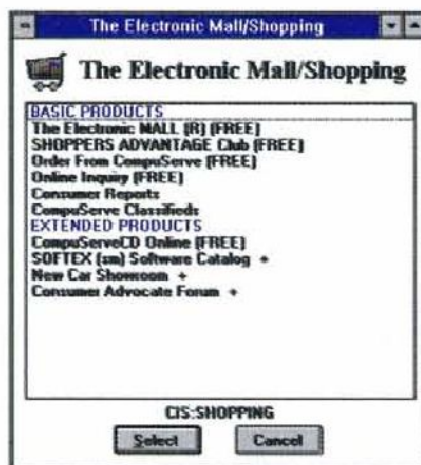 The Electronic Mall/Shopping
The Electronic Mall/Shopping
BASIC PRODUCTS
The Electronic MALL (R) (FREE)
SHOPPERS ADVANTAGE Club (FREE)
Order From CompuServe (FREE)
Online Inquiry (FREE)
Consumer Reports
CompuServe Classifieds
EXTENDED PRODUCTS
CompuServeCD Online (FREE)
SOFTEX (sm) Software Catalog +
New Car Showroom +
Consumer Advocate Forum +
CIS:SHOPPING
Select Cancel